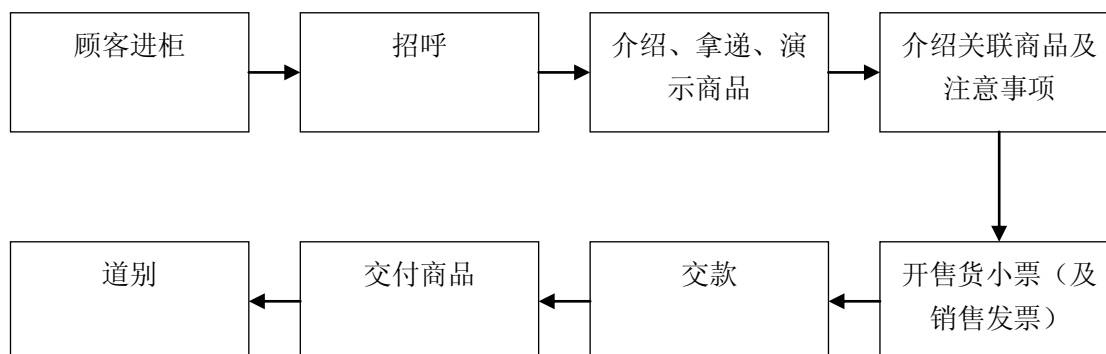 顾客进柜
招呼
介绍、拿递、演
示商品
介绍关联商品及
注意事项
道别
交付商品
交款
开售货小票（及
销售发票）